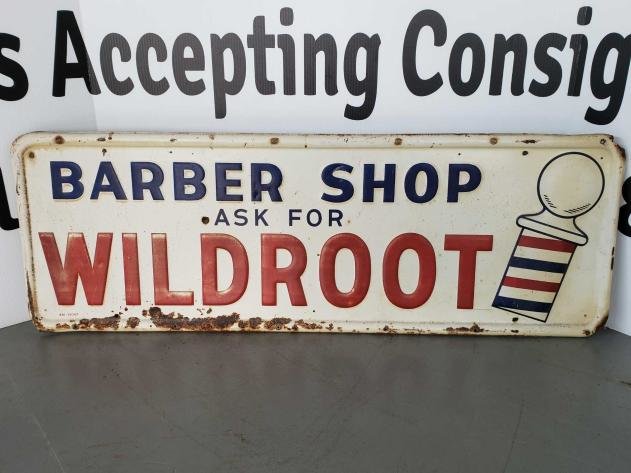 s Accepting Consig
BARBER SHOP
ASK FOR
WILDROOT